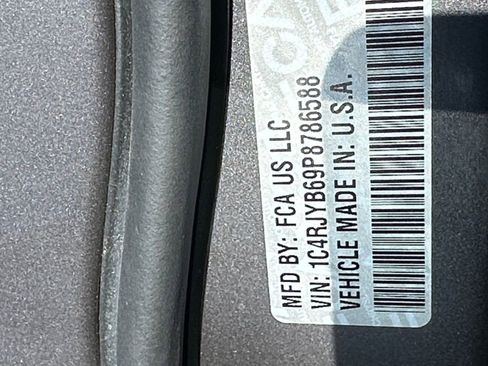 MFD BY: FCA US LLC
VIN: 1C4RJYB69P8786588
VEHICLE MADE IN: U.S.A.